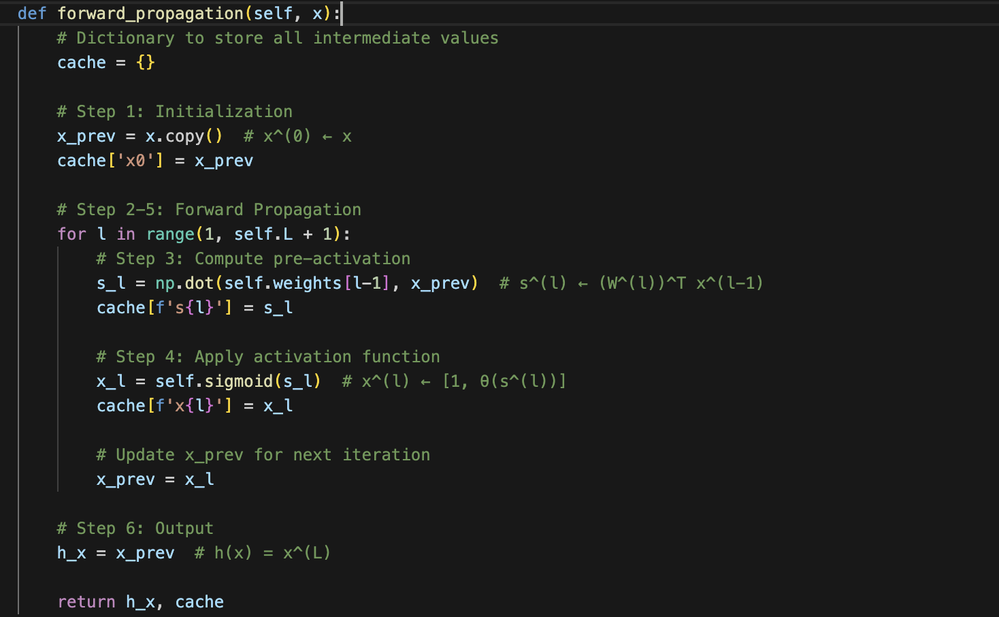 def forward_propagation(self, x):
    # Dictionary to store all intermediate values
    cache = {}

    # Step 1: Initialization
    x_prev = x.copy()  # x^(0) ← x
    cache['x0'] = x_prev

    # Step 2-5: Forward Propagation
    for l in range(1, self.L + 1):
        # Step 3: Compute pre-activation
        s_l = np.dot(self.weights[l-1], x_prev)  # s^(l) ← (W^(l))^T x^(l-1)
        cache[f's{l}'] = s_l

        # Step 4: Apply activation function
        x_l = self.sigmoid(s_l)  # x^(l) ← [1, θ(s^(l))]
        cache[f'x{l}'] = x_l

        # Update x_prev for next iteration
        x_prev = x_l

    # Step 6: Output
    h_x = x_prev  # h(x) = x^(L)

    return h_x, cache